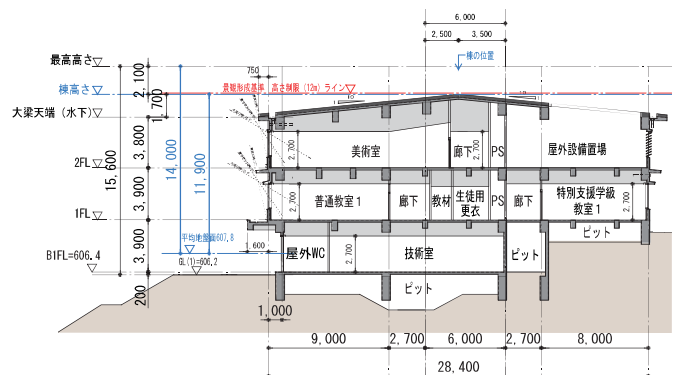 6,000
2,500
3,500
棟の位置
最高高さ
750
景観形成基準 高さ制限（12m）ライン
棟高さ
2,100
1,700
大梁天端（水下）
3,800
14,000
11,900
15,600
2,700
美術室
廊下
2,700
PS
屋外設備置場
2FL
3,900
2,700
普通教室1
廊下
教材
生徒用
更衣
PS
廊下
特別支援学級
教室1
2,700
1FL
平均地盤面607.8
1,600
ピット
B1FL=606.4
GL(1)=606.2
3,900
屋外WC
2,700
技術室
ピット
200
ピット
1,000
9,000
2,700
6,000
2,700
8,000
28,400